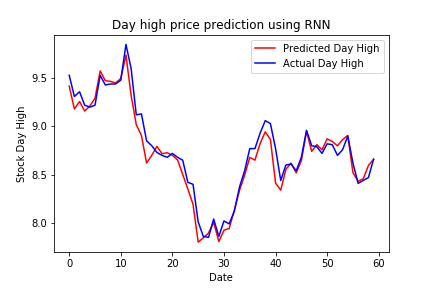 Day high price prediction using RNN
Predicted Day High
Actual Day High
Stock Day High
9.5
9.0
8.5
8.0
0 10 20 30 40 50 60
Date